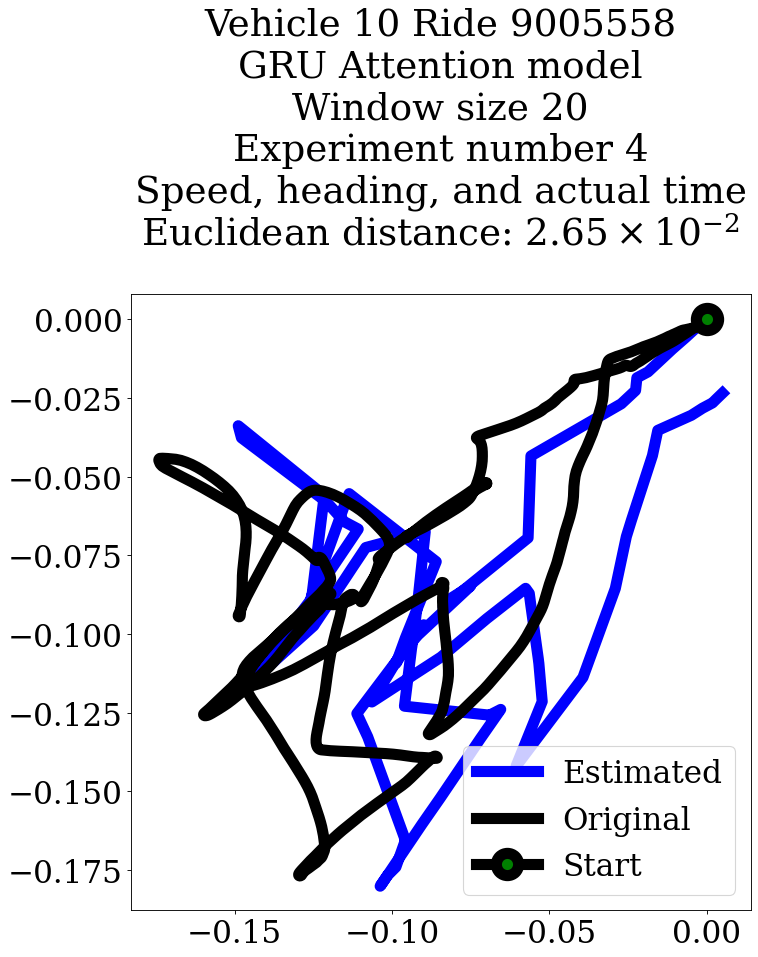 Vehicle 10 Ride 9005558
GRU Attention model
Window size 20
Experiment number 4
Speed, heading, and actual time
Euclidean distance: 2.65 × 10⁻²
0.000
−0.025
−0.050
−0.075
−0.100
−0.125
−0.150
−0.175
Estimated
Original
Start
−0.15
−0.10
−0.05
0.00